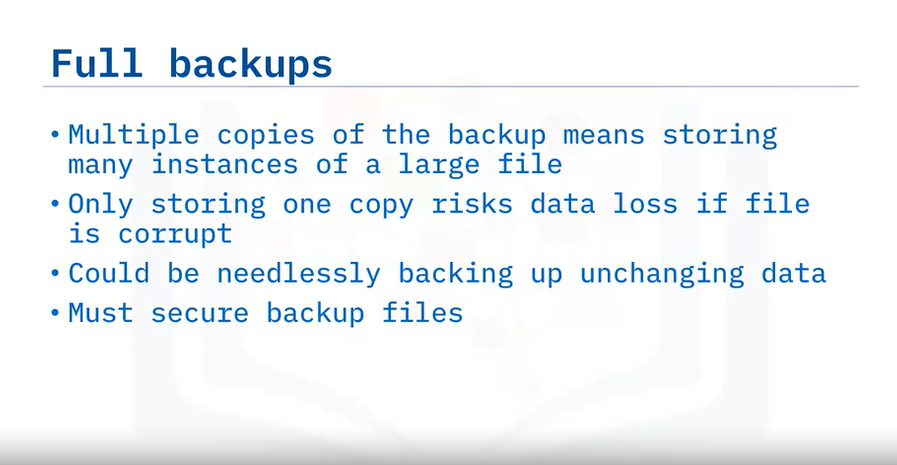 Full backups
• Multiple copies of the backup means storing
many instances of a large file
• Only storing one copy risks data loss if file
is corrupt
• Could be needlessly backing up unchanging data
• Must secure backup files